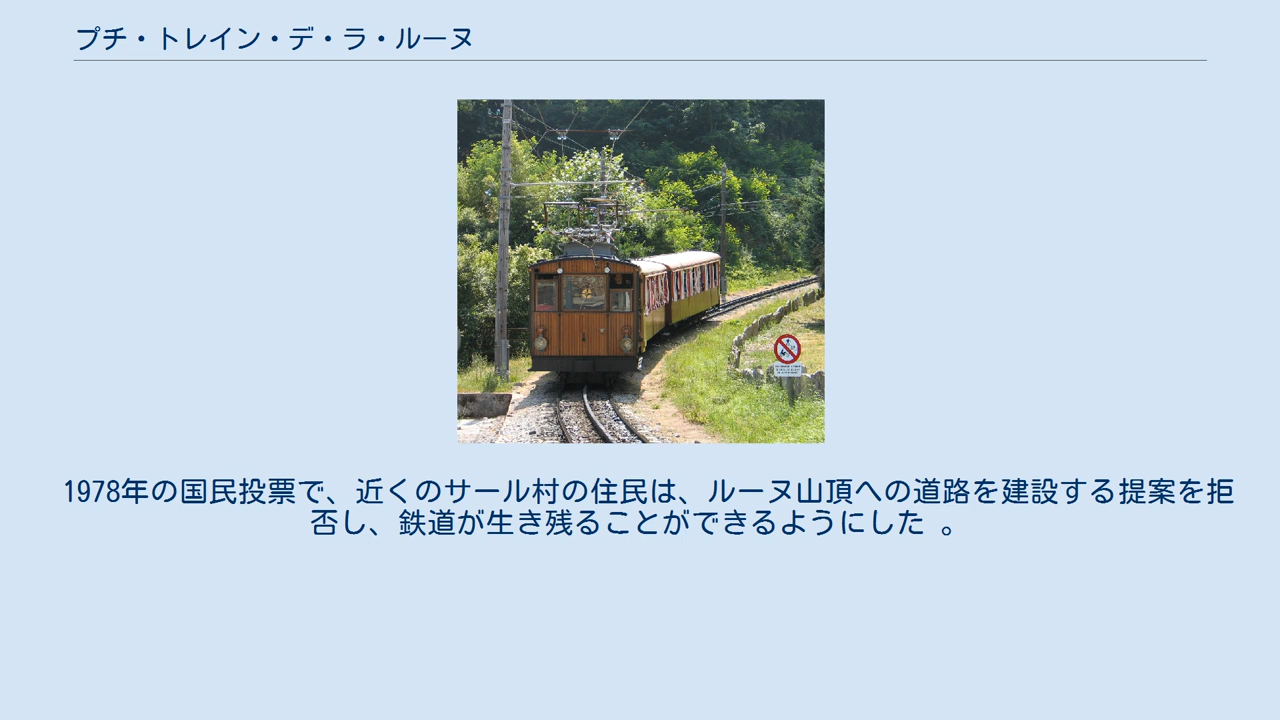 プチ・トレイン・デ・ラ・ルーヌ
1978年の国民投票で、近くのサール村の住民は、ルーヌ山頂への道路を建設する提案を拒
否し、鉄道が生き残ることができるようにした 。